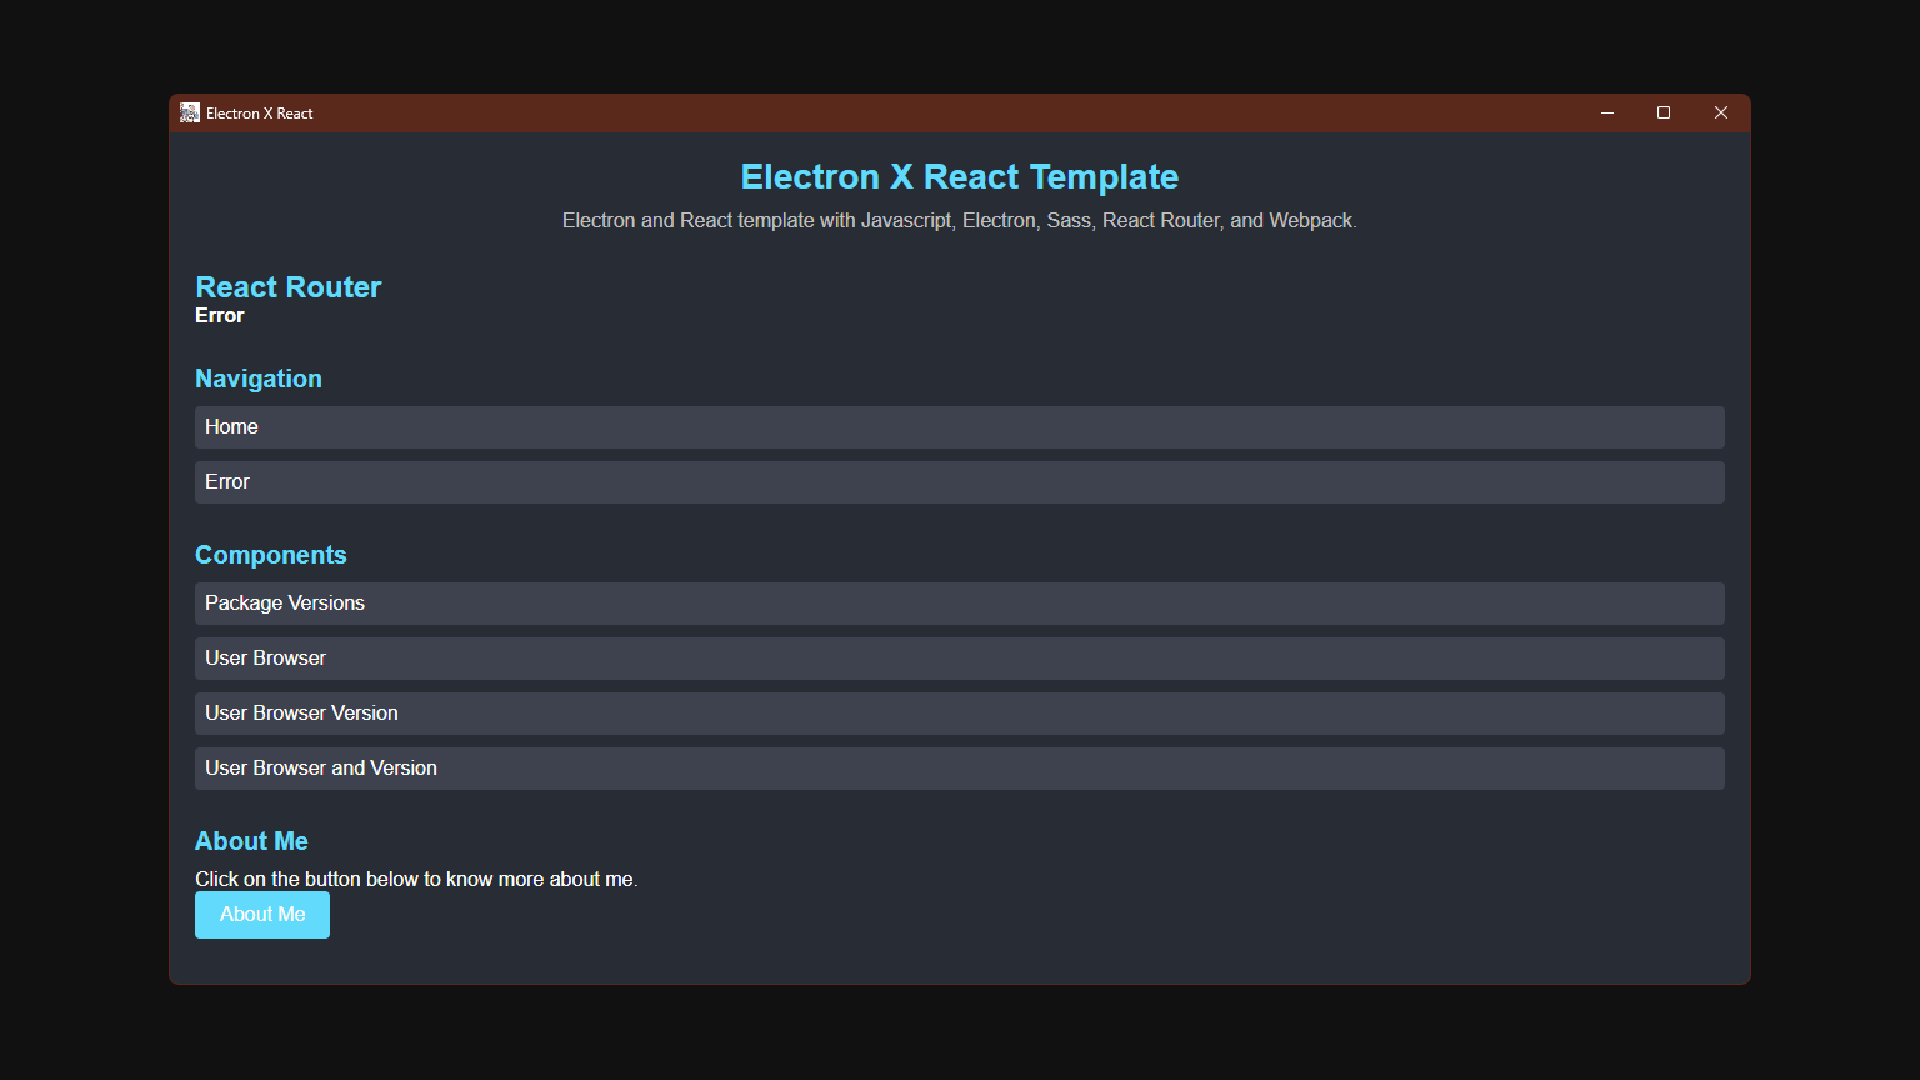 Electron X React
Electron X React Template
Electron and React template with Javascript, Electron, Sass, React Router, and Webpack.
React Router
Error
Navigation
Home
Error
Components
Package Versions
User Browser
User Browser Version
User Browser and Version
About Me
Click on the button below to know more about me.
About Me